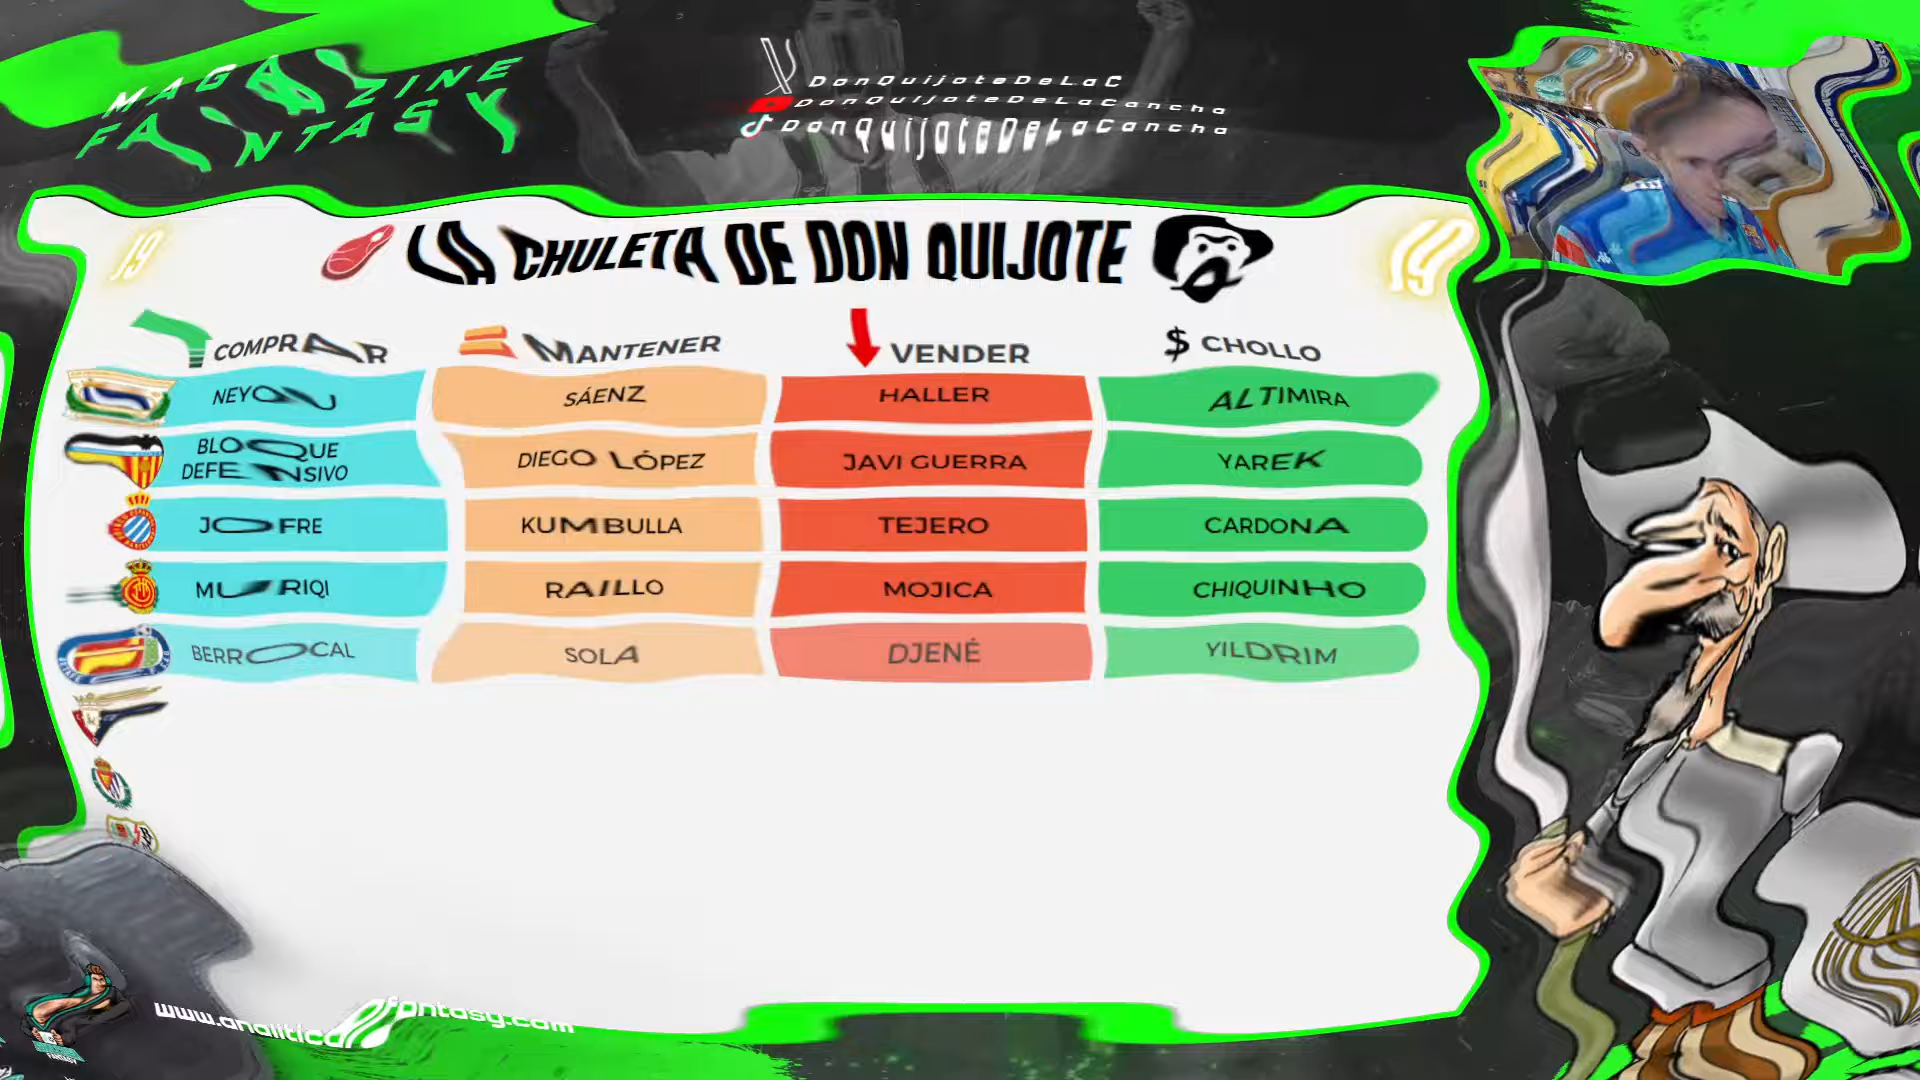 MAGAZINE
FANTASY
DonQuijoteDeLaC
DonQuijoteDeLaCancha
DonQuijoteDeLaCancha
19
LA CHULETA DE DON QUIJOTE
19
COMPRAR
MANTENER
VENDER
$ CHOLLO
NEYOU
SÁENZ
HALLER
ALTIMIRA
BLOQUE
DEFENSIVO
DIEGO LÓPEZ
JAVI GUERRA
YAREK
JOFRE
KUMBULLA
TEJERO
CARDONA
MURIQI
RAILLO
MOJICA
CHIQUINHO
BERROCAL
SOLA
DJENÉ
YILDRIM
www.analiticafantasy.com